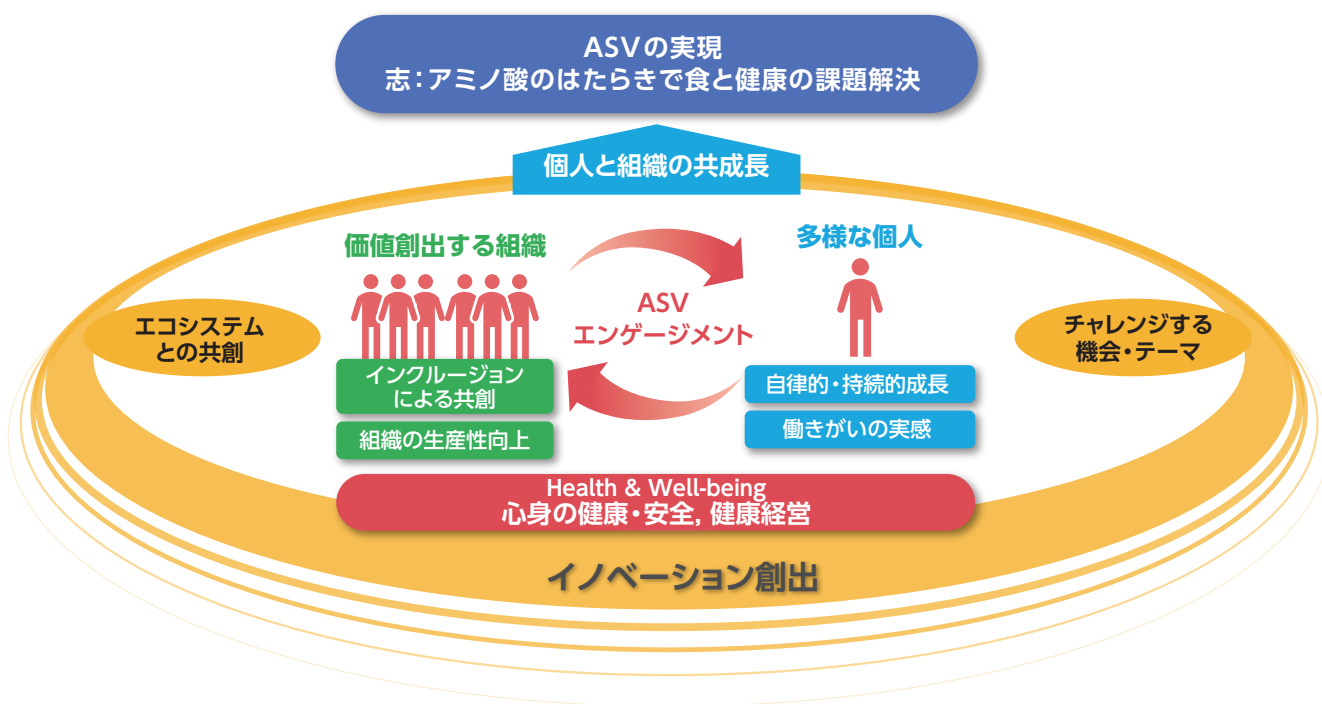 ASVの実現
志：アミノ酸のはたらきで食と健康の課題解決
個人と組織の共成長
価値創出する組織
多様な個人
ASV
エンゲージメント
エコシステム
との共創
チャレンジする
機会・テーマ
インクルージョン
による共創
組織の生産性向上
自律的・持続的成長
働きがいの実感
Health & Well-being
心身の健康・安全, 健康経営
イノベーション創出